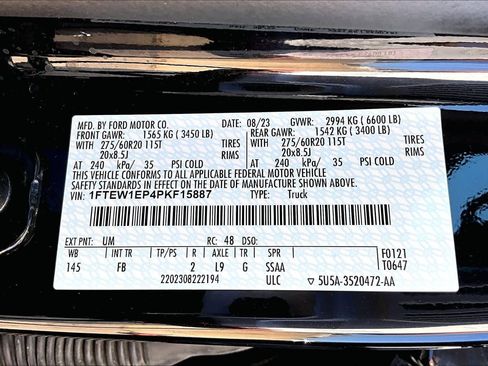 MFD. BY FORD MOTOR CO. DATE: 08/23 GVWR: 2994 KG ( 6600 LB)
FRONT GAWR: 1565 KG ( 3450 LB) REAR GAWR: 1542 KG ( 3400 LB)
WITH 275/60R20 115T TIRES WITH 275/60R20 115T TIRES
20x8.5J RIMS 20x8.5J RIMS
AT 240 kPa/ 35 PSI COLD AT 240 kPa/ 35 PSI COLD
THIS VEHICLE CONFORMS TO ALL APPLICABLE FEDERAL MOTOR VEHICLE
SAFETY AND THEFT PREVENTION STANDARDS IN EFFECT ON THE DATE OF MANUFACTURE SHOWN ABOVE.
VIN: 1FTEW1EP4PKF15887 TYPE: Truck
F0121
T0647
EXT PNT: UM RC: 48 DSO:
WB INT TR TP/PS R AXLE TR SPR
145 FB 2 L9 G SSAA
2202308222194 ULC 5U5A-3520472-AA